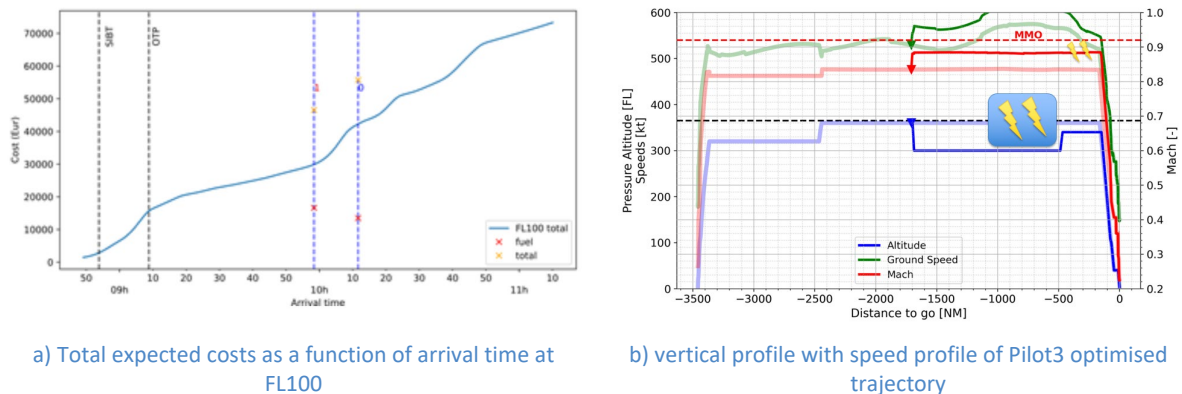 SIBT
OTP
1
0
70000
60000
50000
40000
30000
20000
10000
0
Cost (Eur)
FL100 total
fuel
total
50
09h
10
20
30
40
50
10h
10
20
30
40
50
11h
10
Arrival time
a) Total expected costs as a function of arrival time at
FL100
600
500
400
300
200
100
0
Pressure Altitude [FL]
Speeds [kt]
MMO
1.0
0.9
0.8
0.7
0.6
0.5
0.4
0.3
0.2
Mach [-]
Altitude
Ground Speed
Mach
−3500
−3000
−2500
−2000
−1500
−1000
−500
0
Distance to go [NM]
b) vertical profile with speed profile of Pilot3 optimised
trajectory